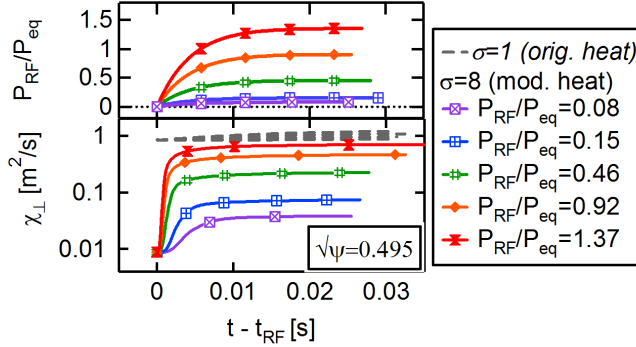 P_RF/P_eq
1.5
1
0.5
0
χ⊥ [m²/s]
1
0.1
0.01
√ψ=0.495
0
0.01
0.02
0.03
t - t_RF [s]
σ=1 (orig. heat)
σ=8 (mod. heat)
P_RF/P_eq=0.08
P_RF/P_eq=0.15
P_RF/P_eq=0.46
P_RF/P_eq=0.92
P_RF/P_eq=1.37